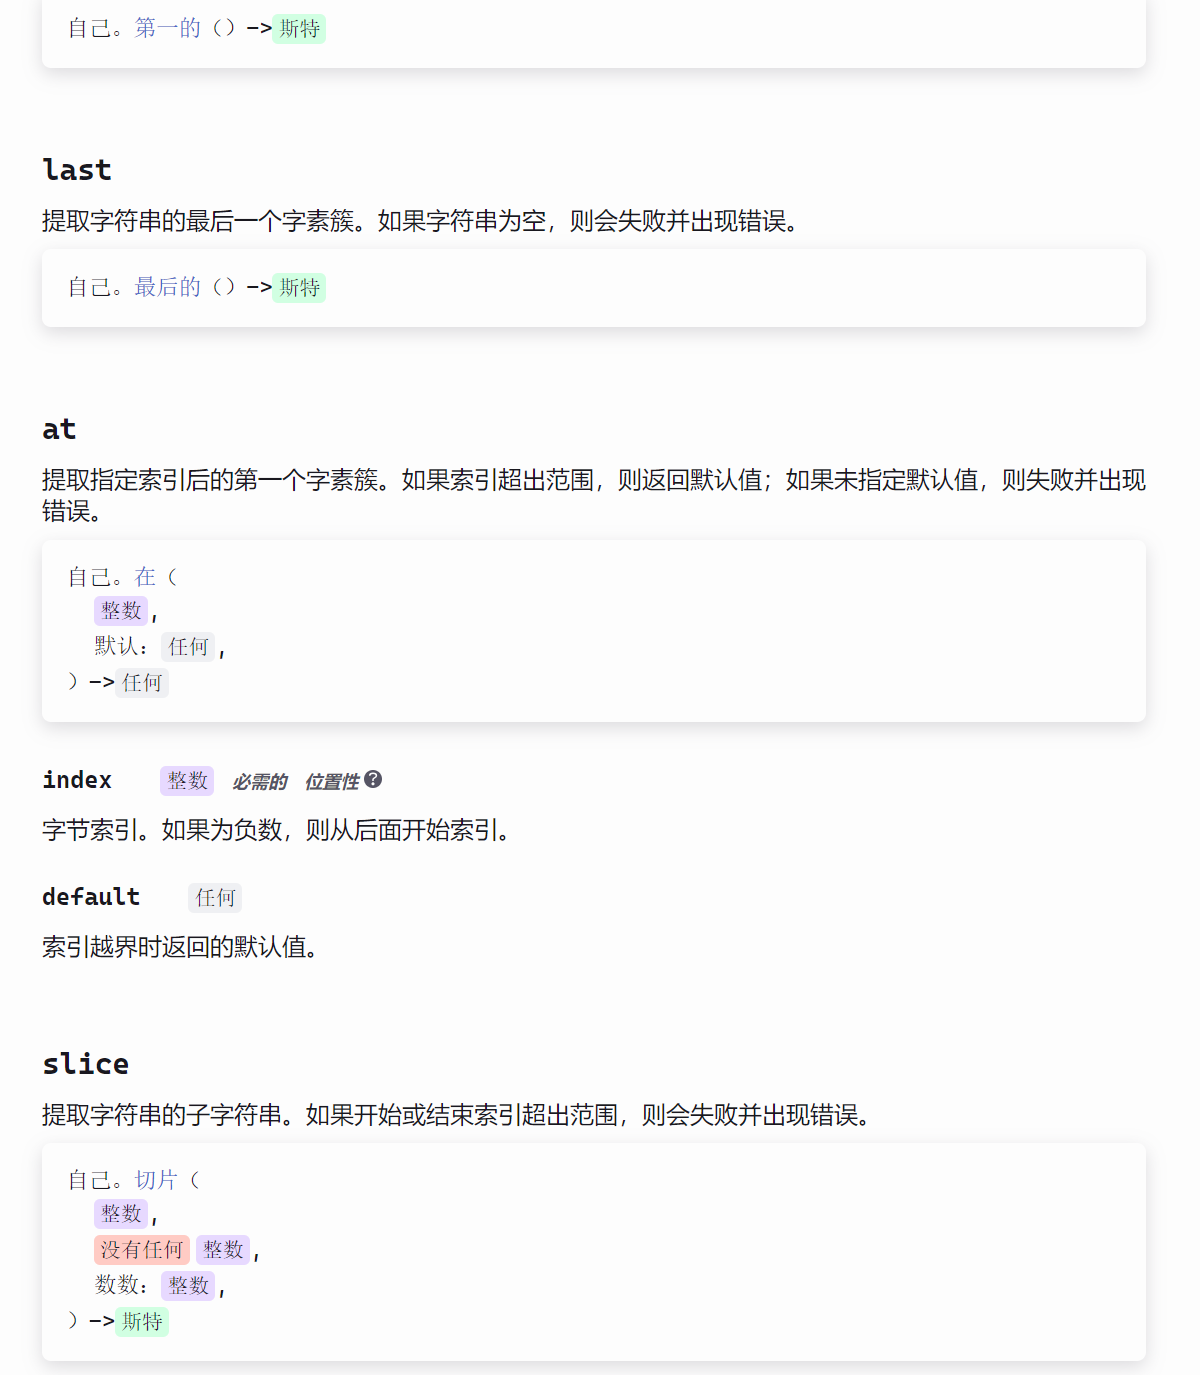 自己。第一的（）->斯特
last
提取字符串的最后一个字素簇。如果字符串为空，则会失败并出现错误。
自己。最后的（）->斯特
at
提取指定索引后的第一个字素簇。如果索引超出范围，则返回默认值；如果未指定默认值，则失败并出现
错误。
自己。在（
整数,
默认：任何,
）->任何
index 整数 必需的 位置性?
字节索引。如果为负数，则从后面开始索引。
default 任何
索引越界时返回的默认值。
slice
提取字符串的子字符串。如果开始或结束索引超出范围，则会失败并出现错误。
自己。切片（
整数,
没有任何 整数,
数数：整数,
）->斯特